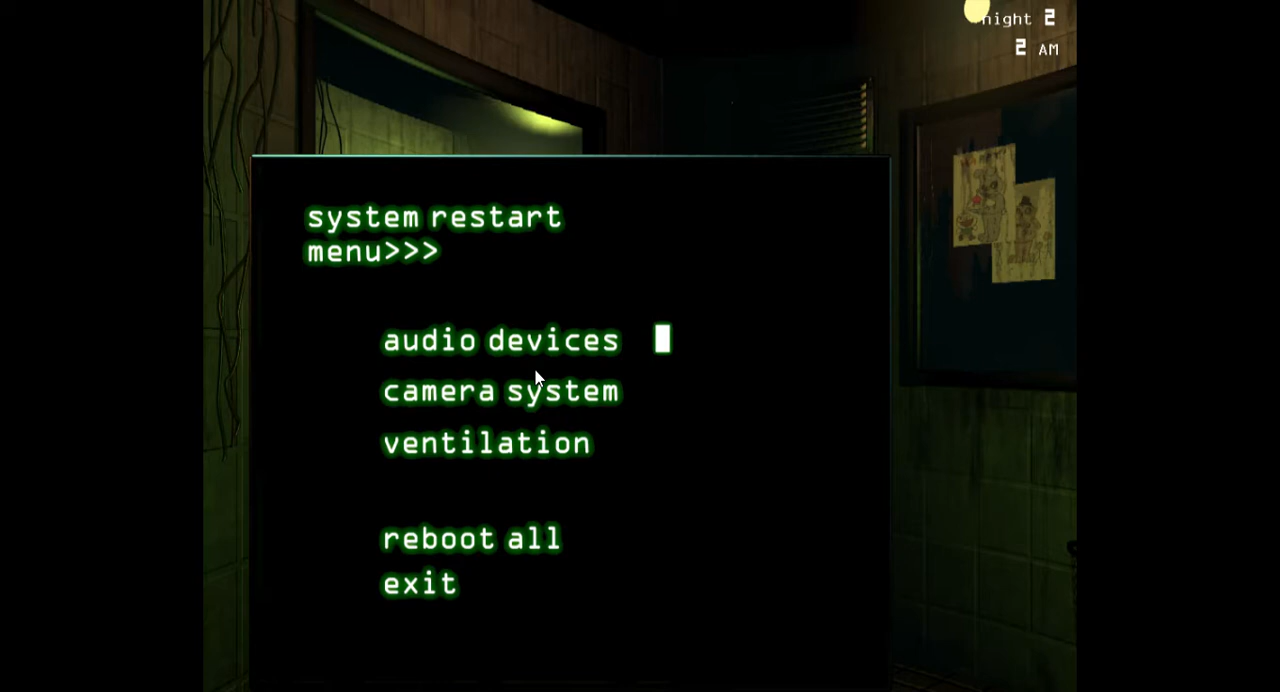 night 2
2 AM
system restart
menu>>>
audio devices
camera system
ventilation
reboot all
exit